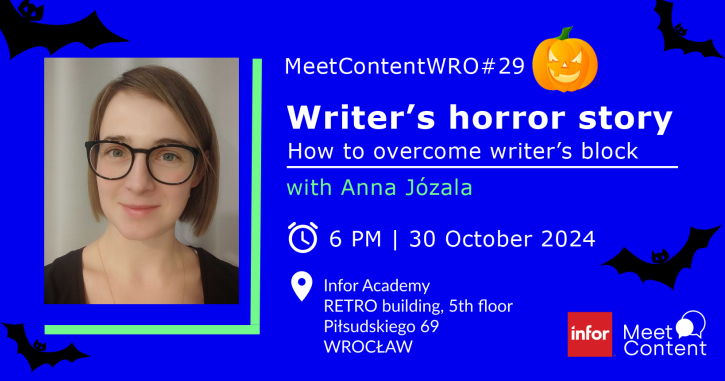 MeetContentWRO#29
Writer's horror story
How to overcome writer's block
with Anna Józala
6 PM | 30 October 2024
Infor Academy
RETRO building, 5th floor
Piłsudskiego 69
WROCŁAW
infor
Meet
Content